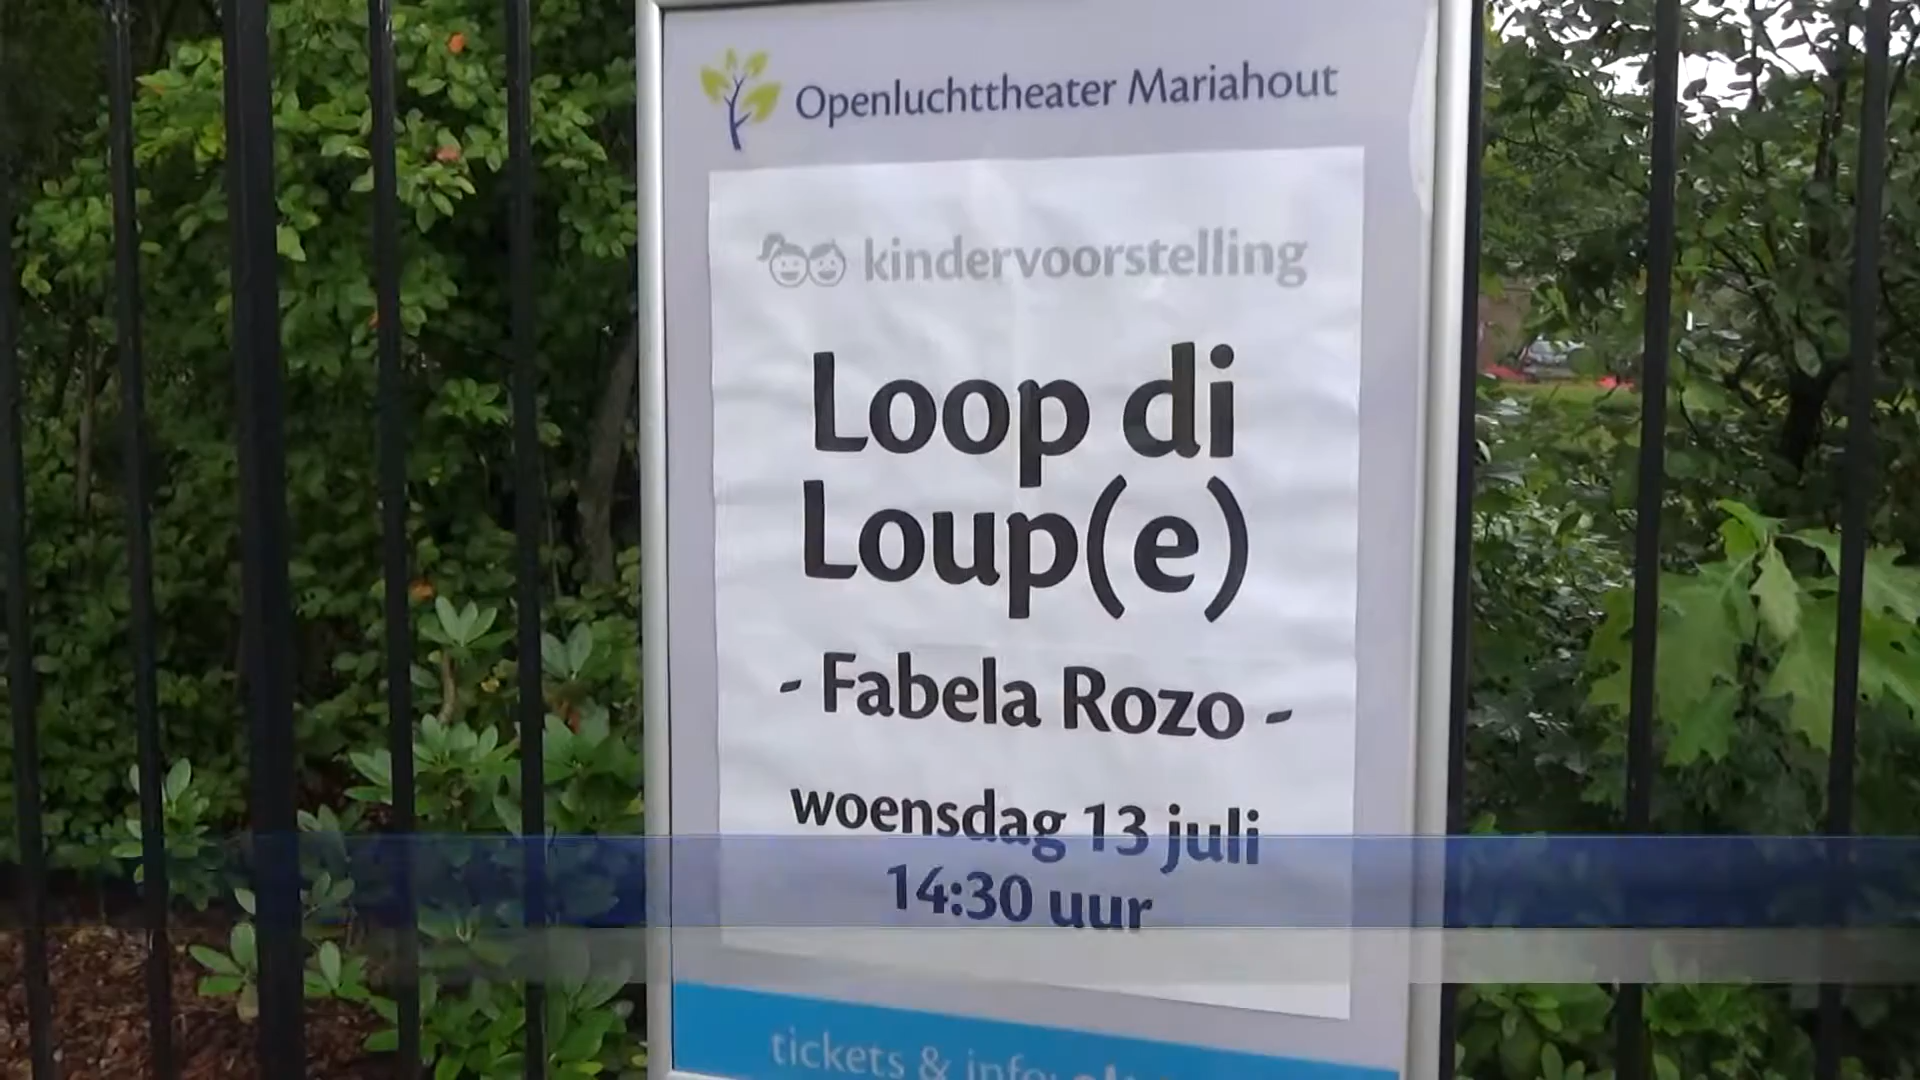 Openluchttheater Mariahout
kindervoorstelling
Loop di
Loup(e)
- Fabela Rozo -
woensdag 13 juli
14:30 uur
tickets & info: